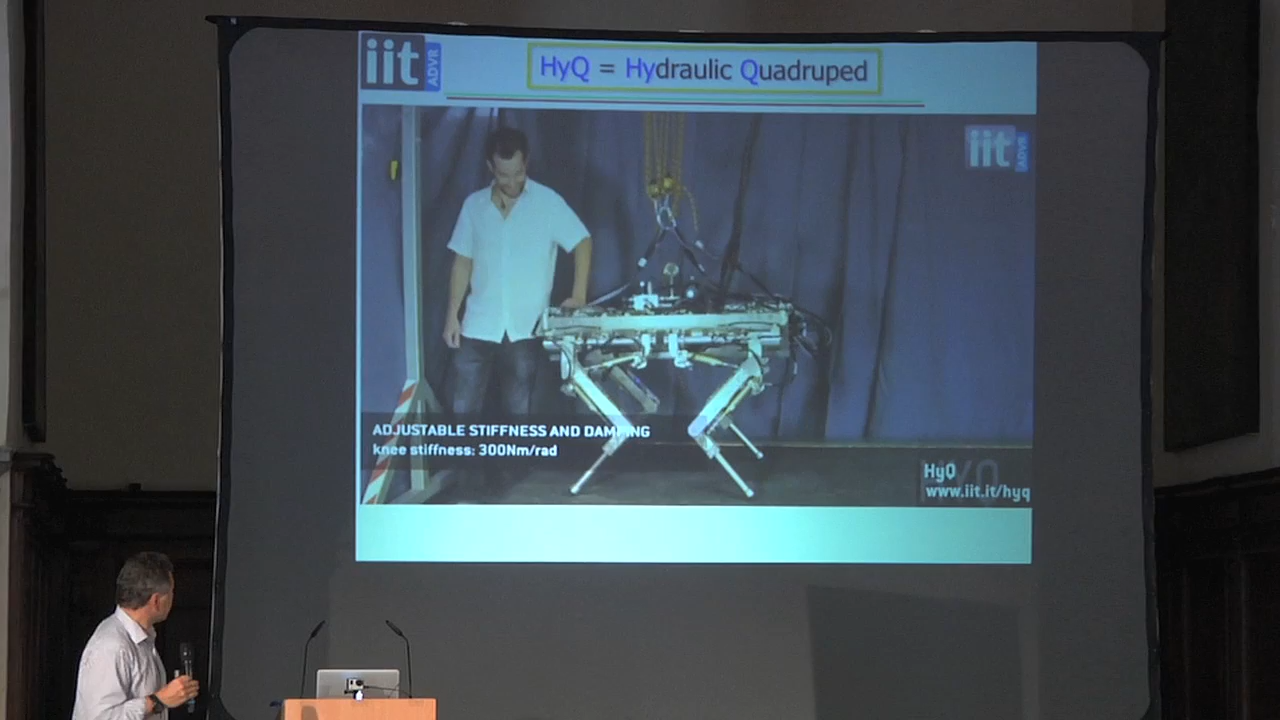 iit
ADVR
HyQ = Hydraulic Quadruped
iit
ADVR
ADJUSTABLE STIFFNESS AND DAMPING
knee stiffness: 300Nm/rad
HyQ
www.iit.it/hyq